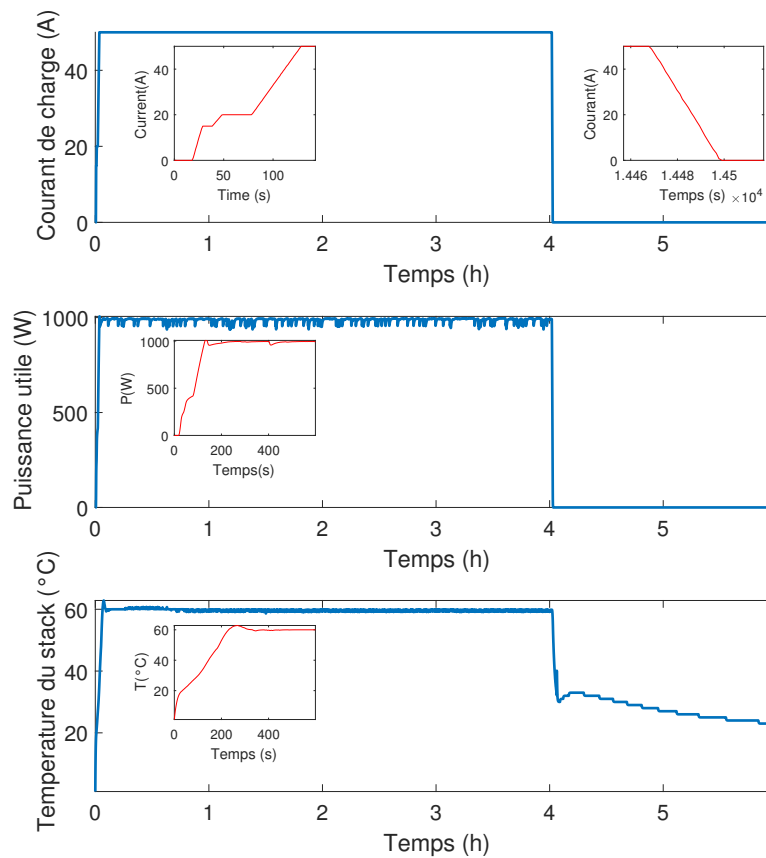 Courant de charge (A)
40
20
0
0 1 2 3 4 5
Temps (h)
Current(A)
40
20
0
0 50 100
Time (s)
Courant(A)
40
20
0
1.446 1.448 1.45
Temps (s) ×10⁴
Puissance utile (W)
1000
500
0
0 1 2 3 4 5
Temps (h)
P(W)
1000
500
0
0 200 400
Temps(s)
Temperature du stack (°C)
60
40
20
0 1 2 3 4 5
Temps (h)
T(°C)
60
40
20
0 200 400
Temps (s)